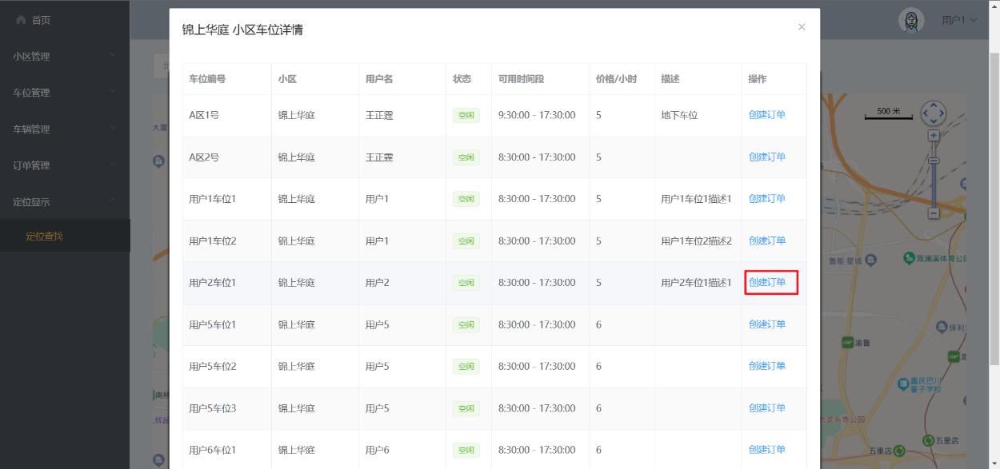 首页
小区管理
车位管理
车辆管理
订单管理
定位显示
定位查找
用户1
锦上华庭 小区车位详情
车位编号 小区 用户名 状态 可用时间段 价格/小时 描述 操作
A区1号 锦上华庭 王正霆 空闲 9:30:00 - 17:30:00 5 地下车位 创建订单
A区2号 锦上华庭 王正霆 空闲 8:30:00 - 17:30:00 5 创建订单
用户1车位1 锦上华庭 用户1 空闲 8:30:00 - 17:30:00 5 用户1车位1描述1 创建订单
用户1车位2 锦上华庭 用户1 空闲 8:30:00 - 17:30:00 5 用户1车位2描述2 创建订单
用户2车位1 锦上华庭 用户2 空闲 8:30:00 - 17:30:00 5 用户2车位1描述1 创建订单
用户5车位1 锦上华庭 用户5 空闲 8:30:00 - 17:30:00 6 创建订单
用户5车位2 锦上华庭 用户5 空闲 8:30:00 - 17:30:00 6 创建订单
用户5车位3 锦上华庭 用户5 空闲 8:30:00 - 17:30:00 6 创建订单
用户6车位1 锦上华庭 用户6 空闲 8:30:00 - 17:30:00 6 创建订单
大厦
南桥
500 米
鲁能·星城
溉澜溪体育公园
保利
渝鲁
重庆巴川
量子学校
龙头寺公园
五里店
五里店